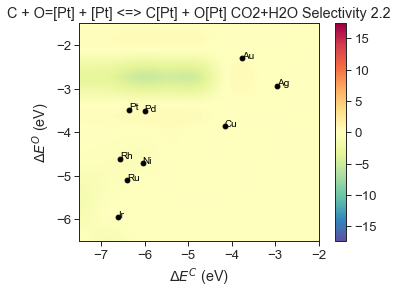 C + O=[Pt] + [Pt] <=> C[Pt] + O[Pt] CO2+H2O Selectivity 2.2
−2
−3
−4
−5
−6
ΔE^O (eV)
Au
Ag
Pt
Pd
Cu
Rh
Ni
Ru
Ir
−7
−6
−5
−4
−3
−2
ΔE^C (eV)
15
10
5
0
−5
−10
−15